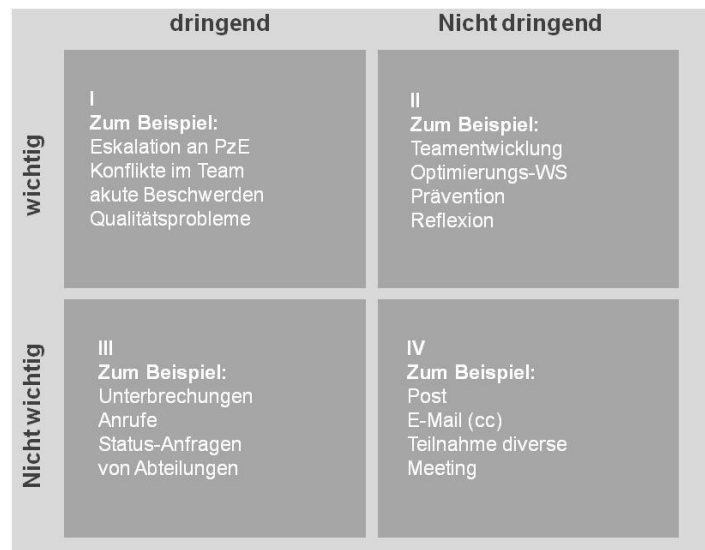 dringend
Nicht dringend
wichtig
I
Zum Beispiel:
Eskalation an PzE
Konflikte im Team
akute Beschwerden
Qualitätsprobleme
II
Zum Beispiel:
Teamentwicklung
Optimierungs-WS
Prävention
Reflexion
Nicht wichtig
III
Zum Beispiel:
Unterbrechungen
Anrufe
Status-Anfragen
von Abteilungen
IV
Zum Beispiel:
Post
E-Mail (cc)
Teilnahme diverse
Meeting